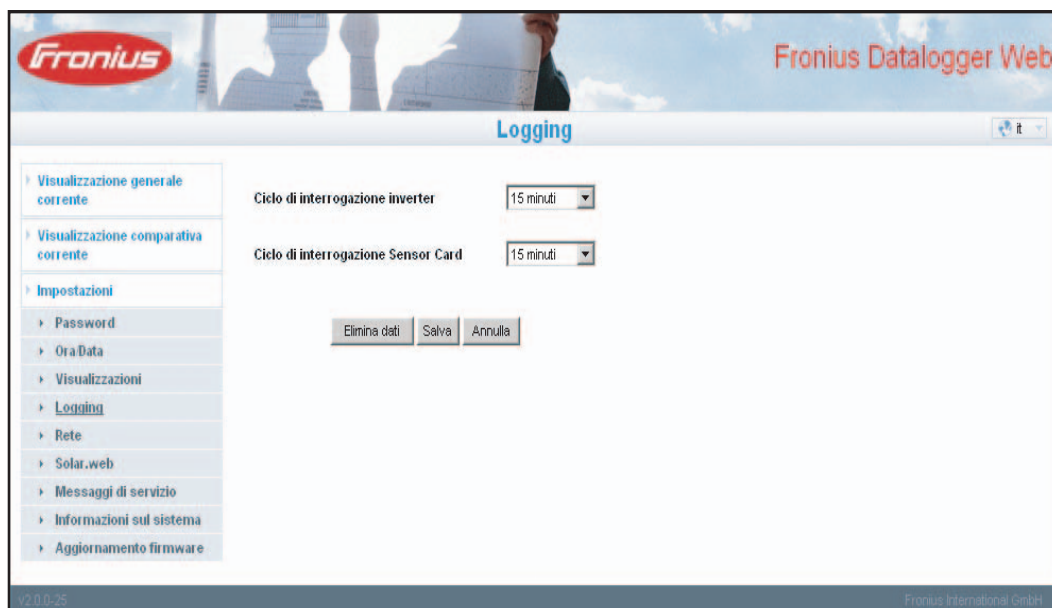 Fronius
Fronius Datalogger Web
Logging
it
Visualizzazione generale
corrente
Visualizzazione comparativa
corrente
Impostazioni
Password
Ora/Data
Visualizzazioni
Logging
Rete
Solar.web
Messaggi di servizio
Informazioni sul sistema
Aggiornamento firmware
Ciclo di interrogazione inverter
15 minuti
Ciclo di interrogazione Sensor Card
15 minuti
Elimina dati
Salva
Annulla
v2.0.0-25
Fronius International GmbH